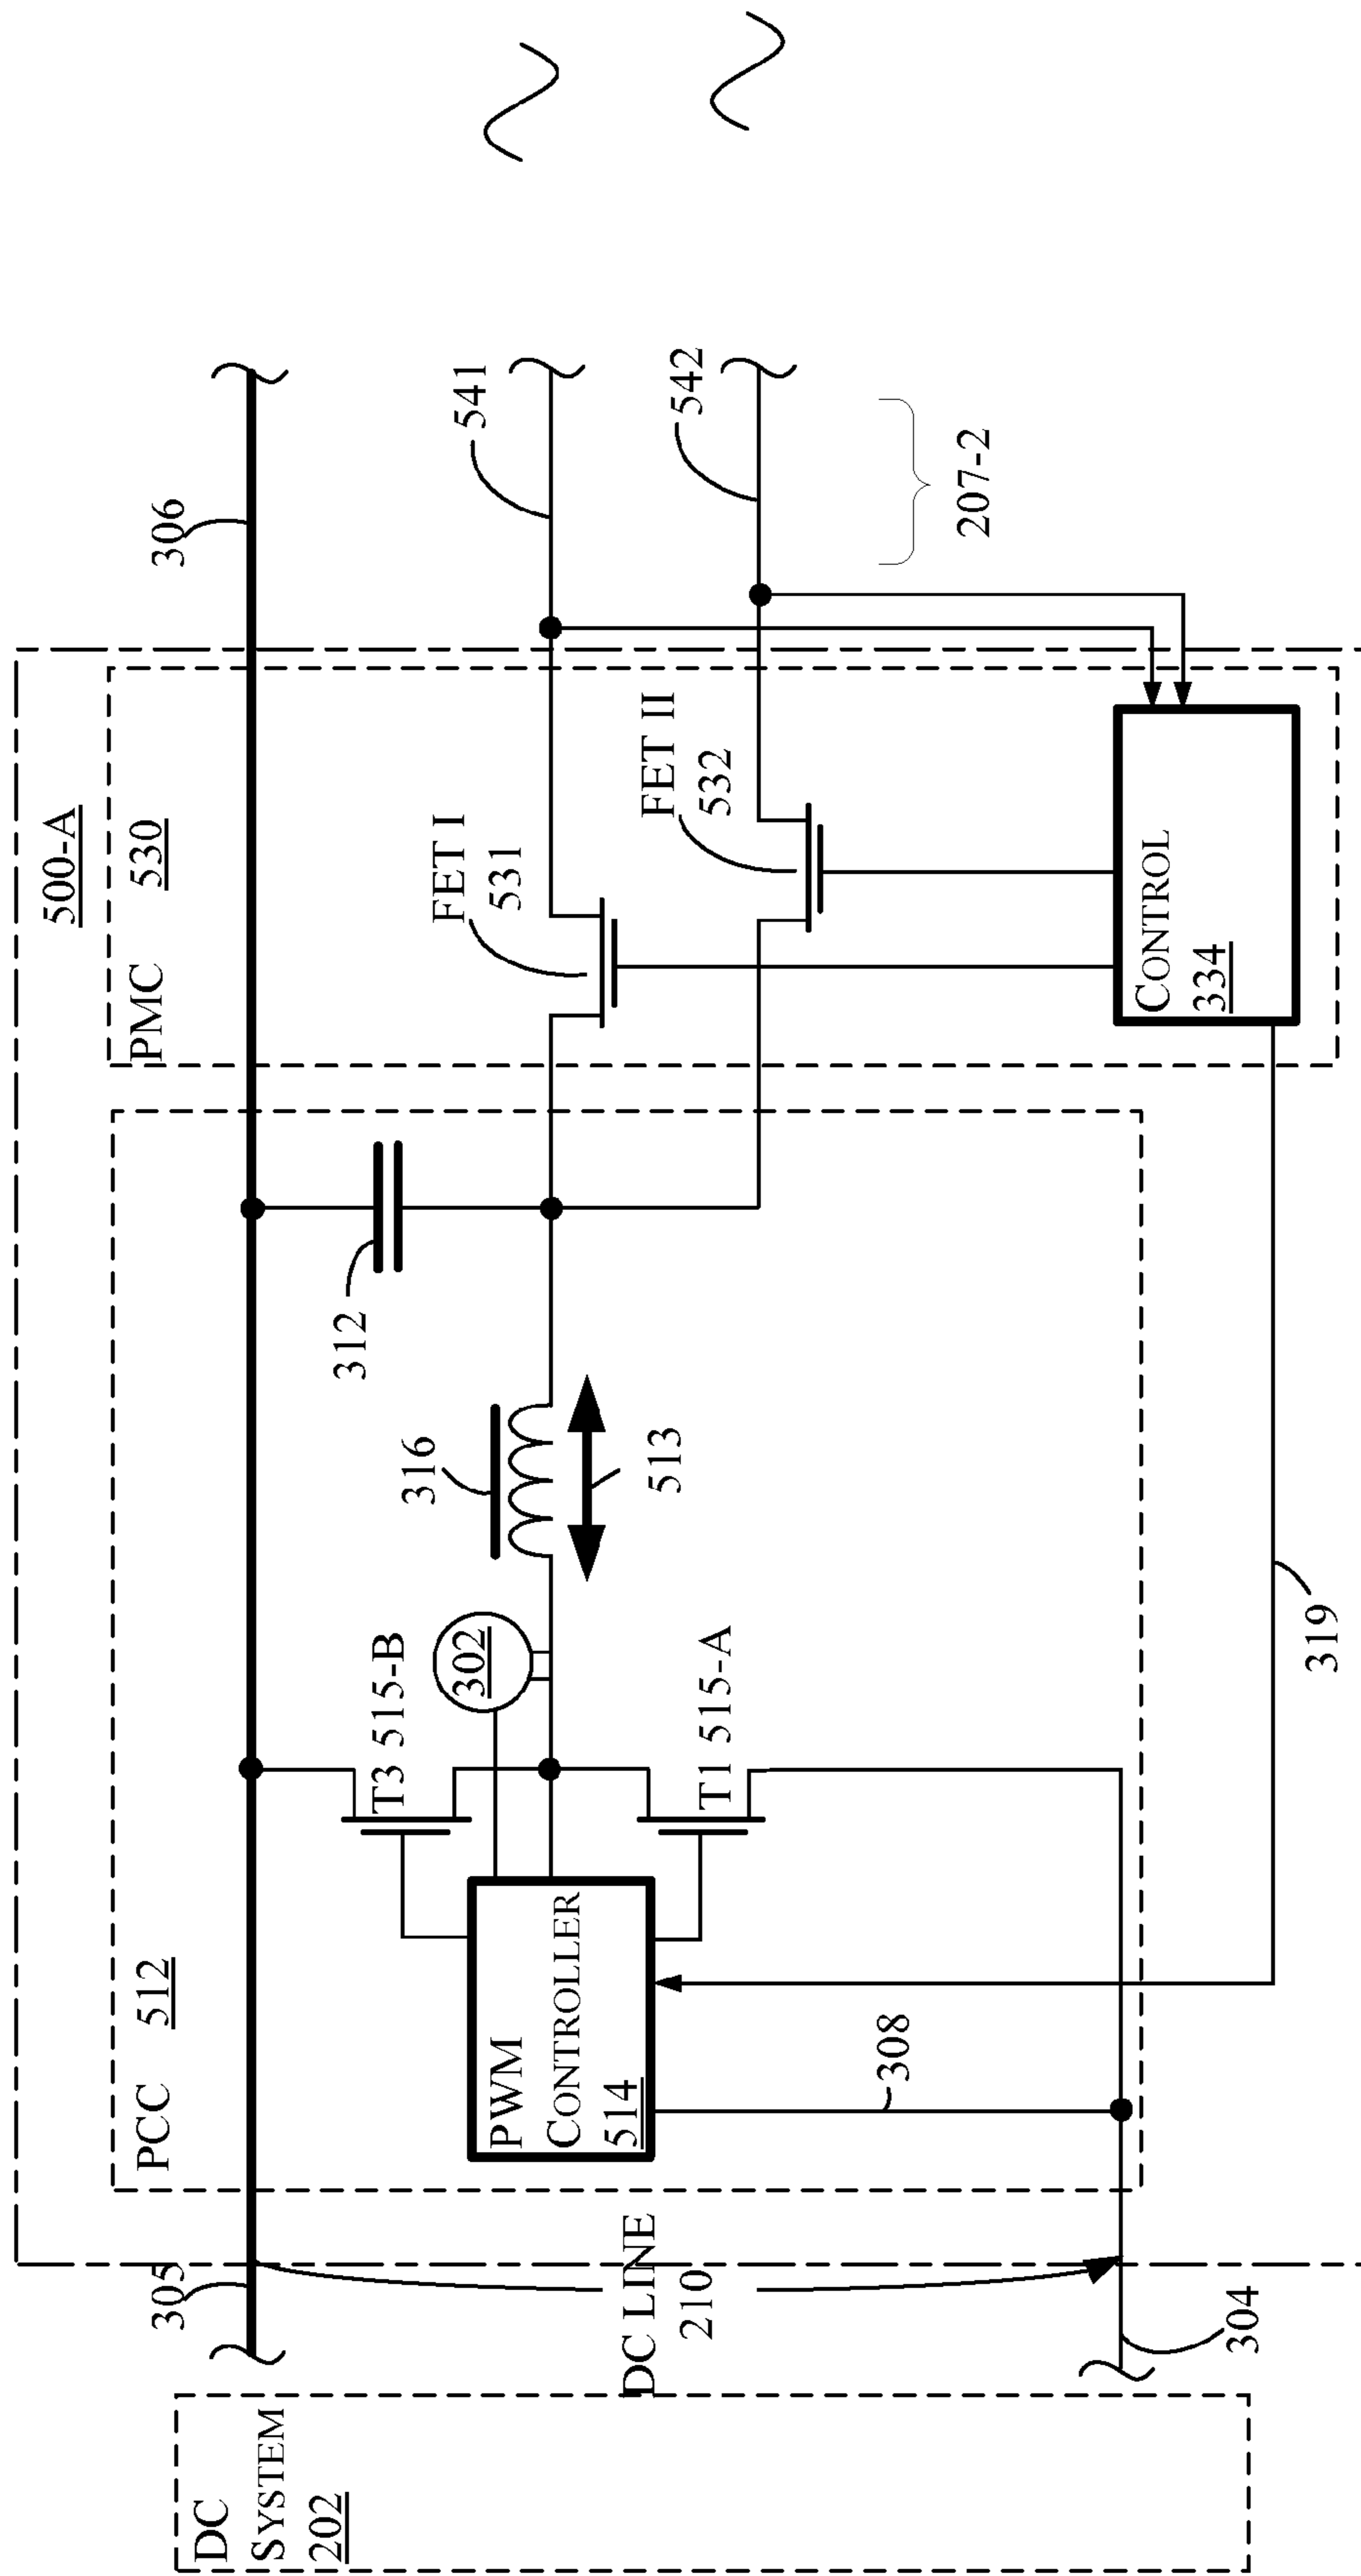 500-A
PCC 512
PMC 530
305
306
T3 515-B
302
316
312
FET I
531
541
513
T1 515-A
FET II
532
542
PWM
CONTROLLER
514
DC LINE
210
308
207-2
CONTROL
334
304
319
DC
SYSTEM
202